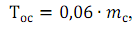 Tос = 0,06 · mс,